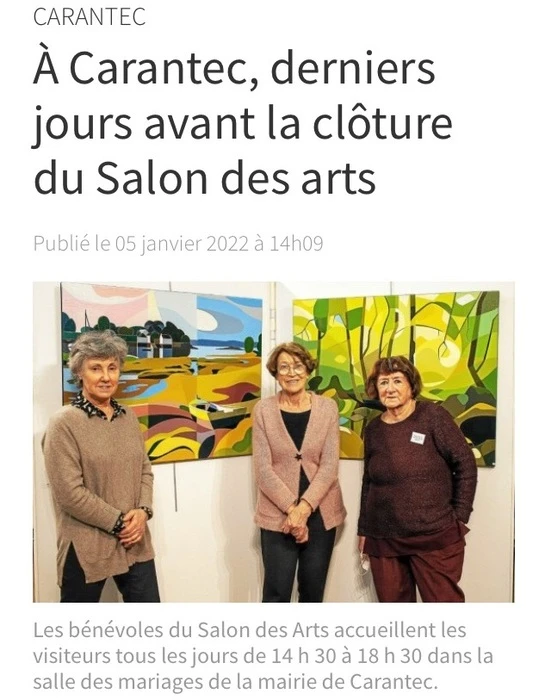 CARANTEC
À Carantec, derniers
jours avant la clôture
du Salon des arts
Publié le 05 janvier 2022 à 14h09
Les bénévoles du Salon des Arts accueillent les
visiteurs tous les jours de 14 h 30 à 18 h 30 dans la
salle des mariages de la mairie de Carantec.